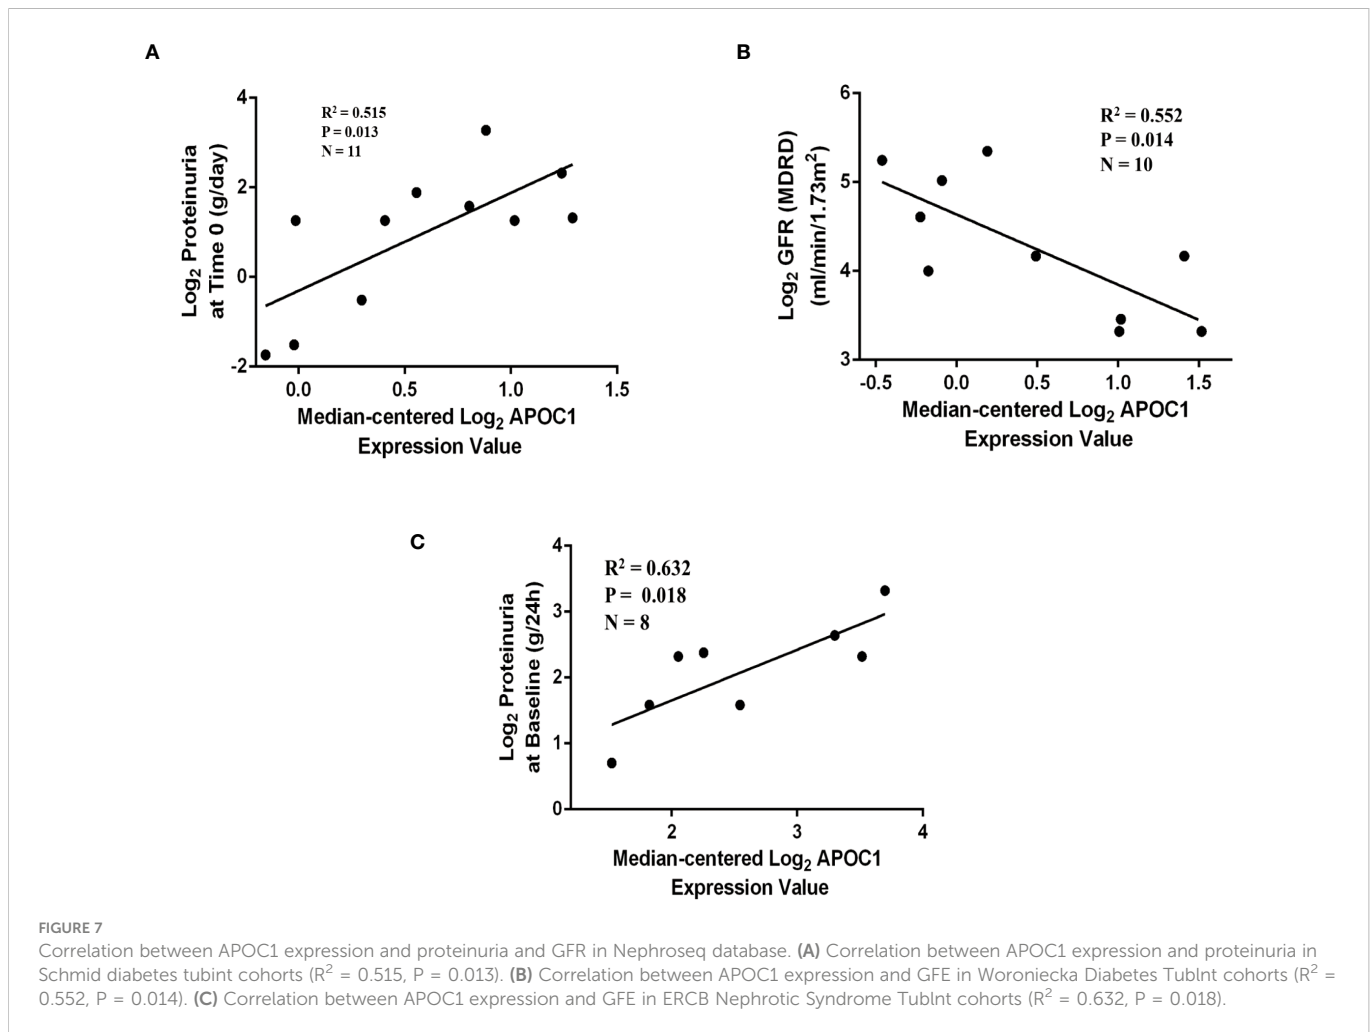 A
R² = 0.515
P = 0.013
N = 11
4
2
0
-2
Log₂ Proteinuria
at Time 0 (g/day)
0.0 0.5 1.0 1.5
Median-centered Log₂ APOC1
Expression Value
B
R² = 0.552
P = 0.014
N = 10
6
5
4
3
Log₂ GFR (MDRD)
(ml/min/1.73m²)
-0.5 0.0 0.5 1.0 1.5
Median-centered Log₂ APOC1
Expression Value
C
R² = 0.632
P = 0.018
N = 8
4
3
2
1
0
Log₂ Proteinuria
at Baseline (g/24h)
2 3 4
Median-centered Log₂ APOC1
Expression Value
FIGURE 7
Correlation between APOC1 expression and proteinuria and GFR in Nephroseq database. (A) Correlation between APOC1 expression and proteinuria in
Schmid diabetes tubint cohorts (R² = 0.515, P = 0.013). (B) Correlation between APOC1 expression and GFE in Woroniecka Diabetes TubInt cohorts (R² =
0.552, P = 0.014). (C) Correlation between APOC1 expression and GFE in ERCB Nephrotic Syndrome TubInt cohorts (R² = 0.632, P = 0.018).